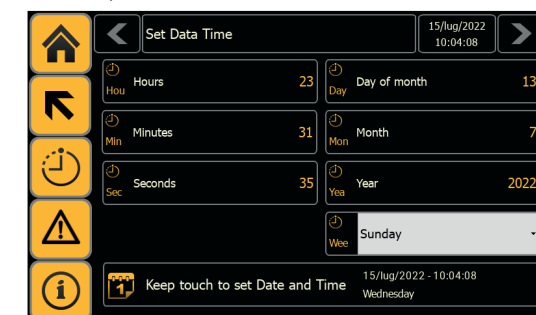 Set Data Time
15/lug/2022
10:04:08
Hou Hours 23
Day Day of month 13
Min Minutes 31
Mon Month 7
Sec Seconds 35
Yea Year 2022
Wee Sunday
1 Keep touch to set Date and Time
15/lug/2022 - 10:04:08
Wednesday
i